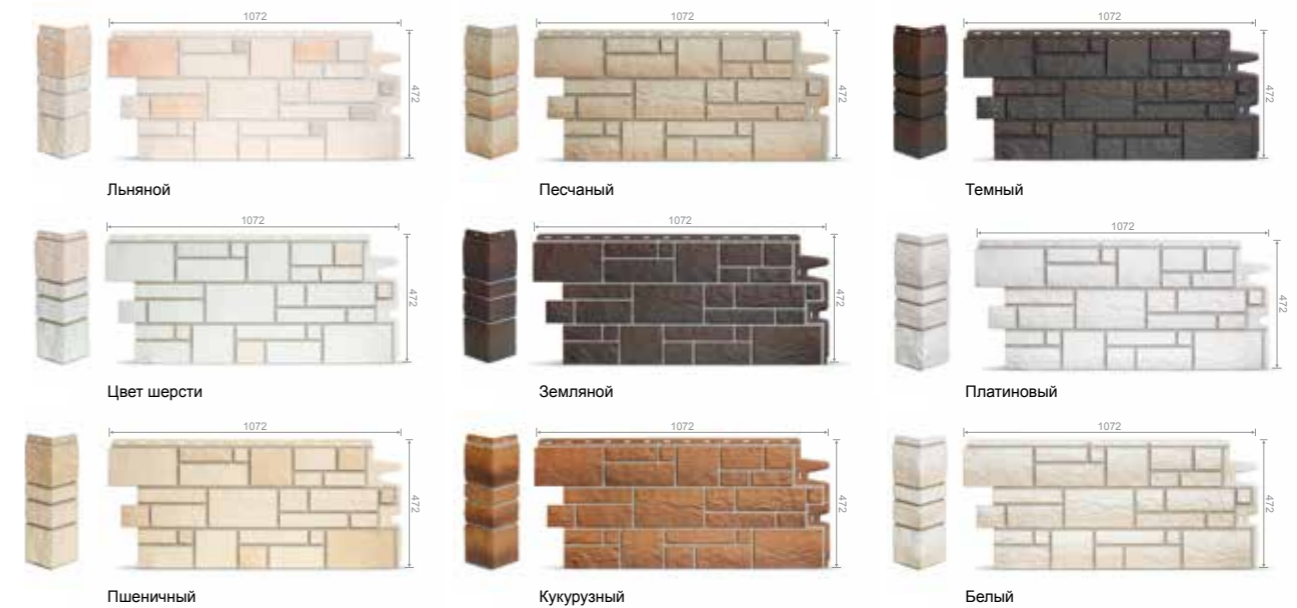 1072
472
Льняной
1072
472
Песчаный
1072
472
Темный
1072
472
Цвет шерсти
1072
472
Земляной
1072
472
Платиновый
1072
472
Пшеничный
1072
472
Кукурузный
1072
472
Белый